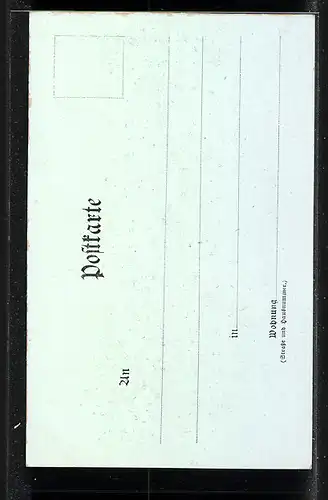 Postkarte
An
in
Wohnung
(Straße und Hausnummer.)